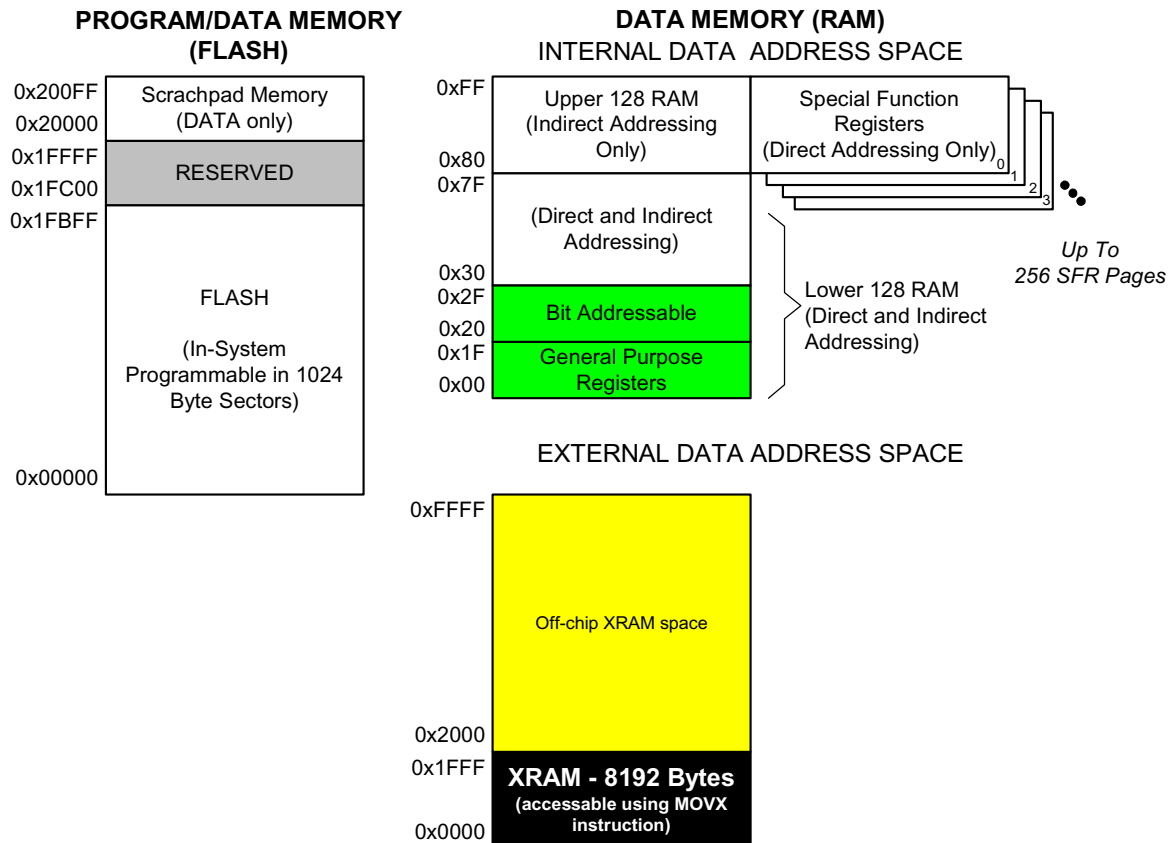 PROGRAM/DATA MEMORY
(FLASH)
0x200FF
Scrachpad Memory
(DATA only)
0x20000
0x1FFFF
RESERVED
0x1FC00
0x1FBFF
FLASH
(In-System
Programmable in 1024
Byte Sectors)
0x00000
DATA MEMORY (RAM)
INTERNAL DATA ADDRESS SPACE
0xFF
Upper 128 RAM
(Indirect Addressing
Only)
0x80
Special Function
Registers
(Direct Addressing Only)
0
1
2
3
Up To
256 SFR Pages
0x7F
(Direct and Indirect
Addressing)
0x30
0x2F
Bit Addressable
0x20
0x1F
General Purpose
Registers
0x00
Lower 128 RAM
(Direct and Indirect
Addressing)
EXTERNAL DATA ADDRESS SPACE
0xFFFF
Off-chip XRAM space
0x2000
0x1FFF
XRAM - 8192 Bytes
(accessable using MOVX
instruction)
0x0000